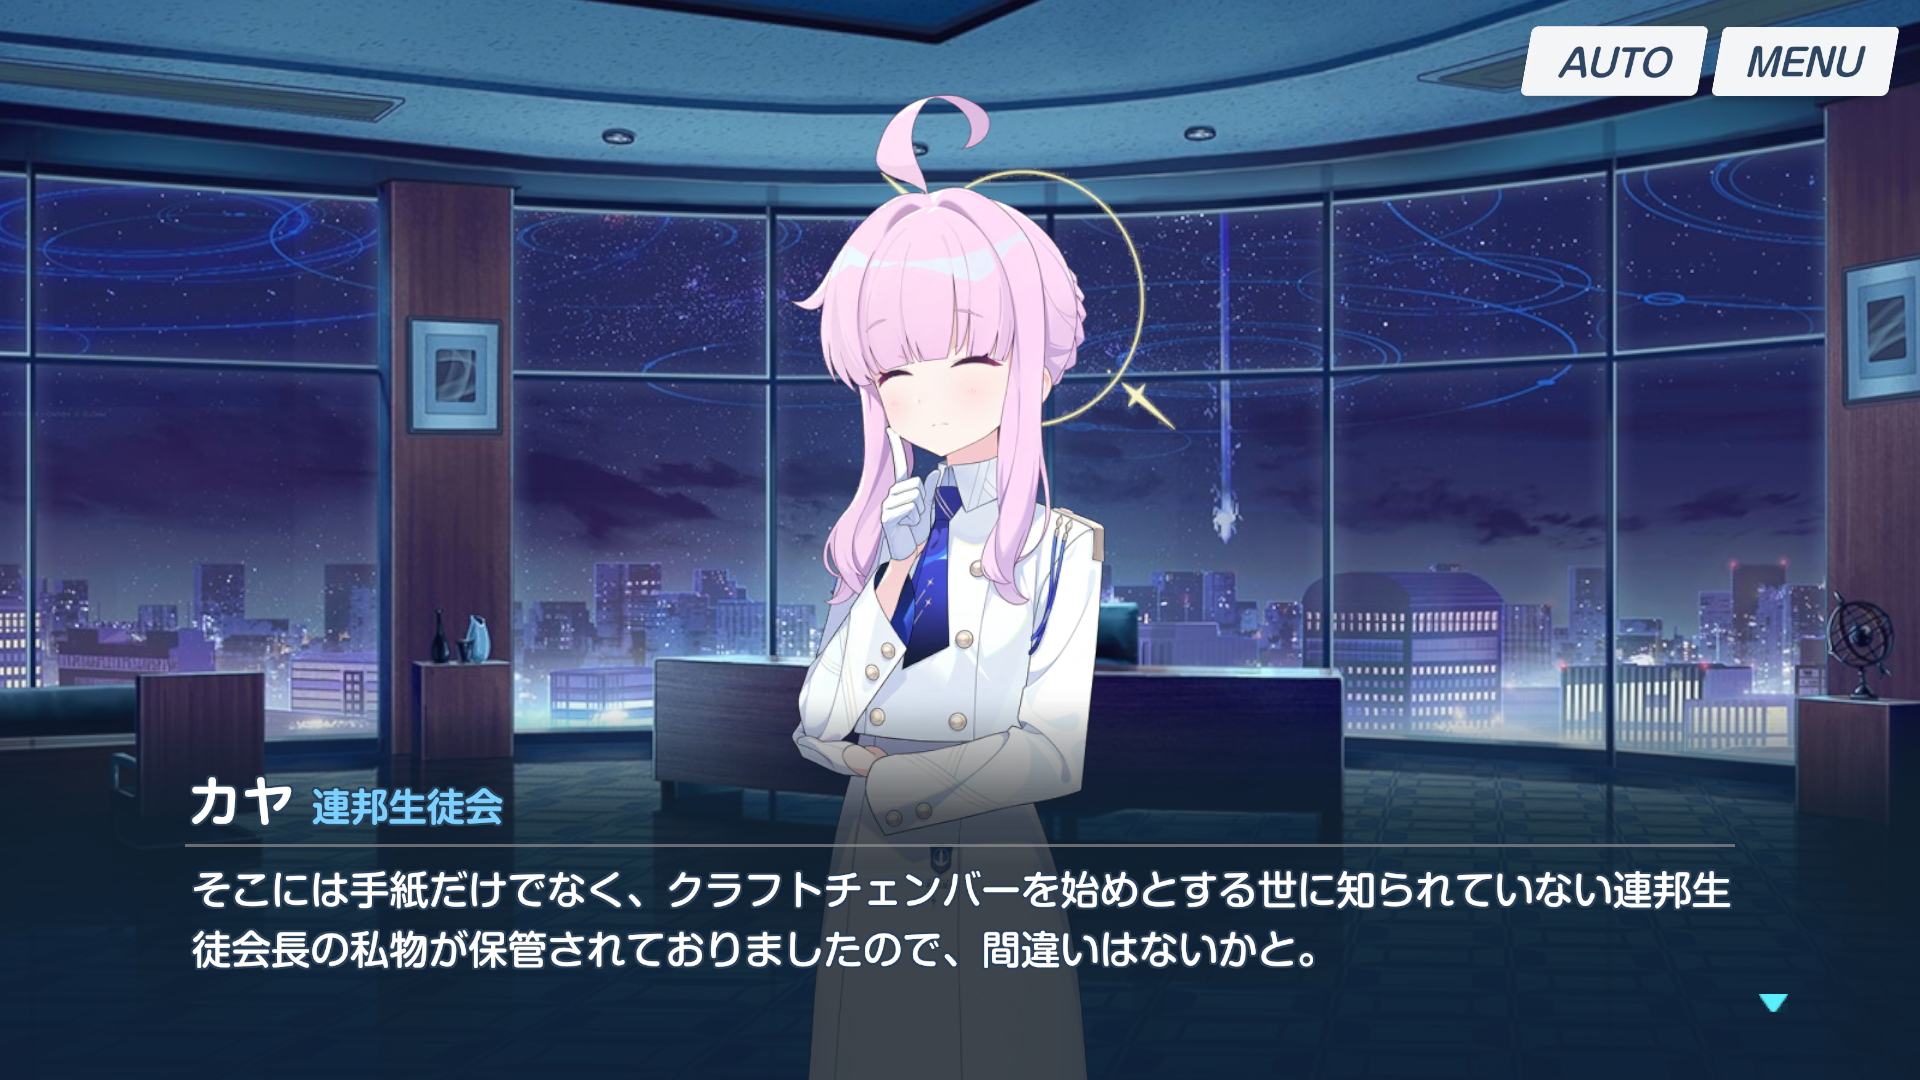 AUTO
MENU
カヤ 連邦生徒会
そこには手紙だけでなく、クラフトチェンバーを始めとする世に知られていない連邦生
徒会長の私物が保管されておりましたので、間違いはないかと。